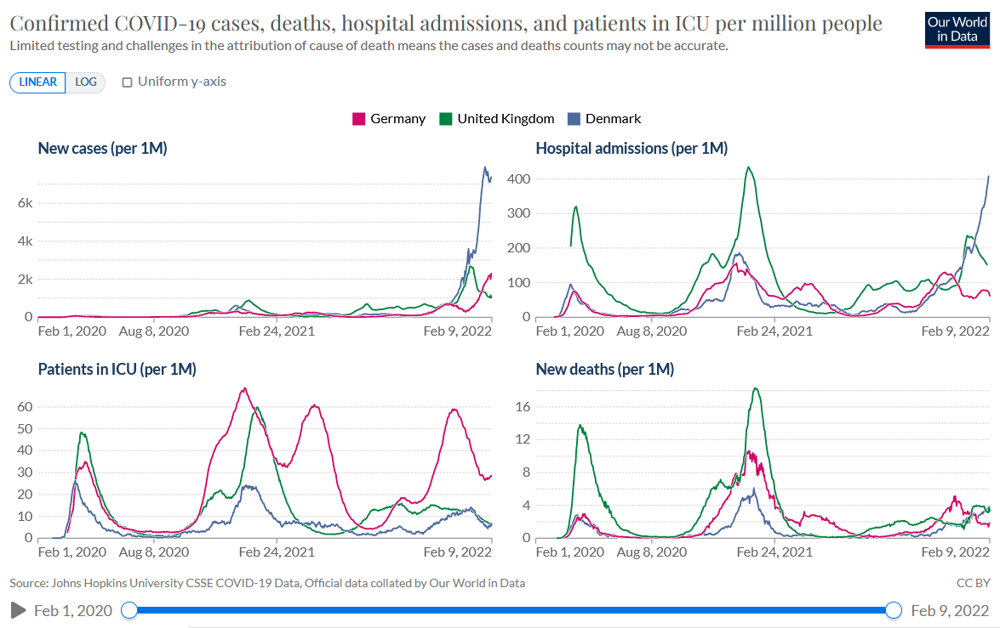 Confirmed COVID-19 cases, deaths, hospital admissions, and patients in ICU per million people
Limited testing and challenges in the attribution of cause of death means the cases and deaths counts may not be accurate.
Our World
in Data
LINEAR LOG Uniform y-axis
Germany United Kingdom Denmark
New cases (per 1M)
6k
4k
2k
0
Feb 1, 2020 Aug 8, 2020 Feb 24, 2021 Feb 9, 2022
Hospital admissions (per 1M)
400
300
200
100
0
Feb 1, 2020 Aug 8, 2020 Feb 24, 2021 Feb 9, 2022
Patients in ICU (per 1M)
60
50
40
30
20
10
0
Feb 1, 2020 Aug 8, 2020 Feb 24, 2021 Feb 9, 2022
New deaths (per 1M)
16
12
8
4
0
Feb 1, 2020 Aug 8, 2020 Feb 24, 2021 Feb 9, 2022
Source: Johns Hopkins University CSSE COVID-19 Data, Official data collated by Our World in Data CC BY
Feb 1, 2020 Feb 9, 2022